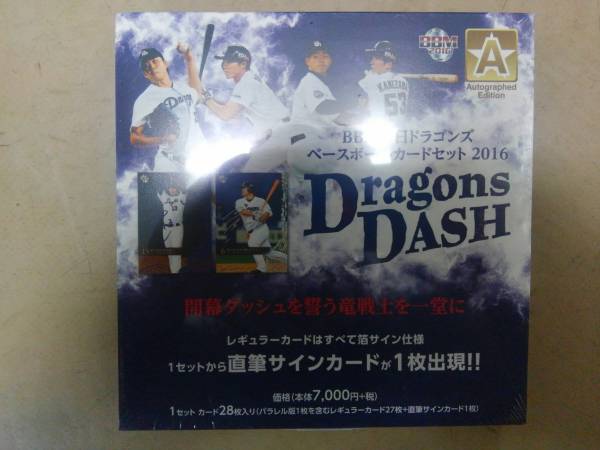 BBM
2016
A
Autographed
Edition
Dragons
53
BB 日ドラゴンズ
ベースボ カードセット 2016
Dragons
DASH
開幕ダッシュを誓う竜戦士を一堂に
レギュラーカードはすべて箔サイン仕様
1セットから直筆サインカードが1枚出現!!
価格(本体7,000円+税)
1セット カード28枚入り(パラレル版1枚を含むレギュラーカード27枚+直筆サインカード1枚)